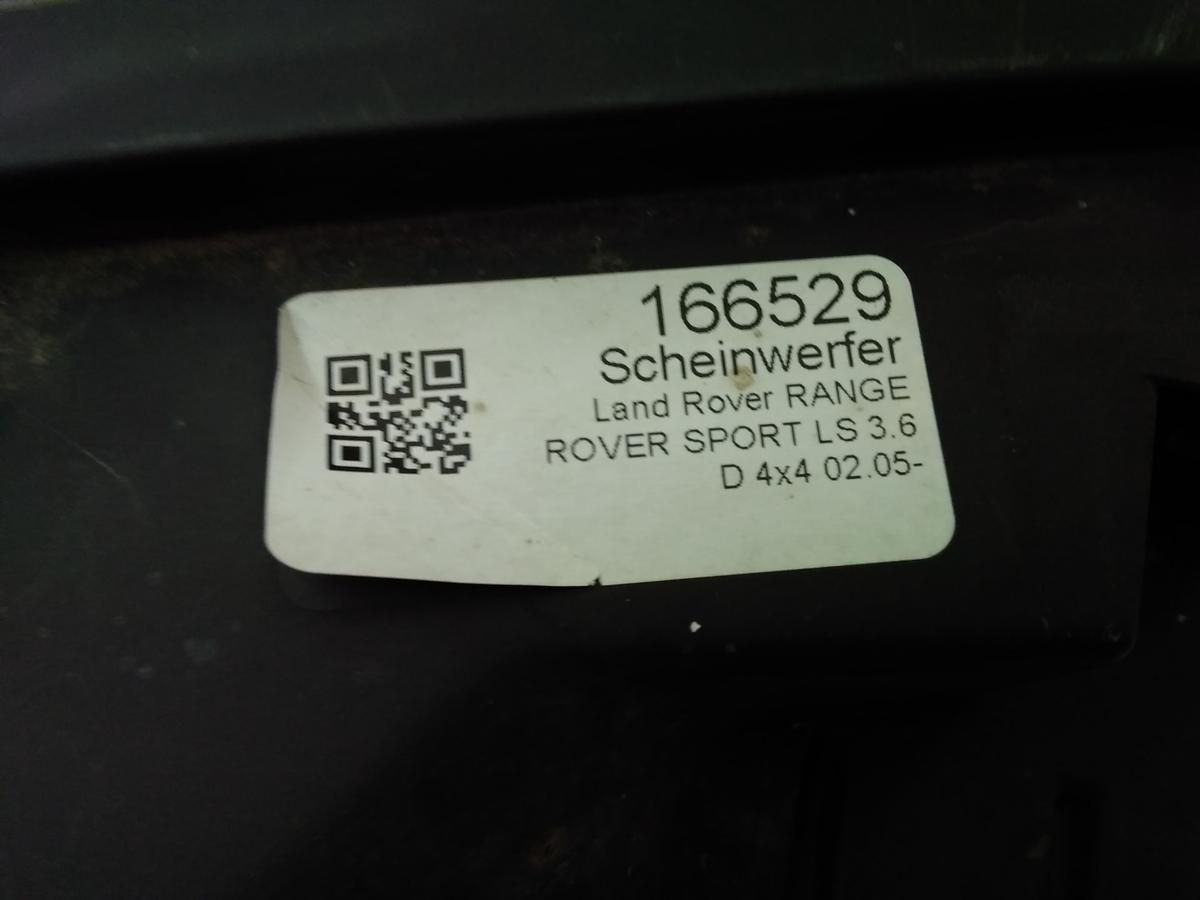 166529
Scheinwerfer
Land Rover RANGE
ROVER SPORT LS 3.6
D 4x4 02.05-